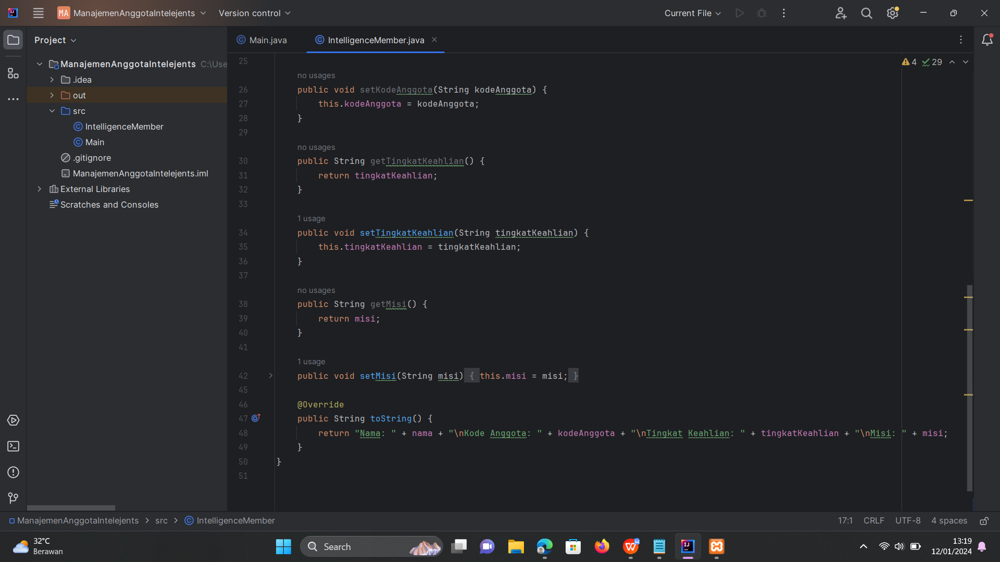 MA ManajemenAnggotaIntelejents Version control Current File
Project
Main.java IntelligenceMember.java
ManajemenAnggotaIntelejents C:\Use
.idea
out
src
IntelligenceMember
Main
.gitignore
ManajemenAnggotaIntelejents.iml
External Libraries
Scratches and Consoles
4 29
25
no usages
26 public void setKodeAnggota(String kodeAnggota) {
27 this.kodeAnggota = kodeAnggota;
28 }
29
no usages
30 public String getTingkatKeahlian() {
31 return tingkatKeahlian;
32 }
33
1 usage
34 public void setTingkatKeahlian(String tingkatKeahlian) {
35 this.tingkatKeahlian = tingkatKeahlian;
36 }
37
no usages
38 public String getMisi() {
39 return misi;
40 }
41
1 usage
42 public void setMisi(String misi) { this.misi = misi; }
45
46 @Override
47 public String toString() {
48 return "Nama: " + nama + "\nKode Anggota: " + kodeAnggota + "\nTingkat Keahlian: " + tingkatKeahlian + "\nMisi: " + misi;
49 }
50 }
51
ManajemenAnggotaIntelejents > src > IntelligenceMember
17:1 CRLF UTF-8 4 spaces
32°C
Berawan
Search
13:19
12/01/2024